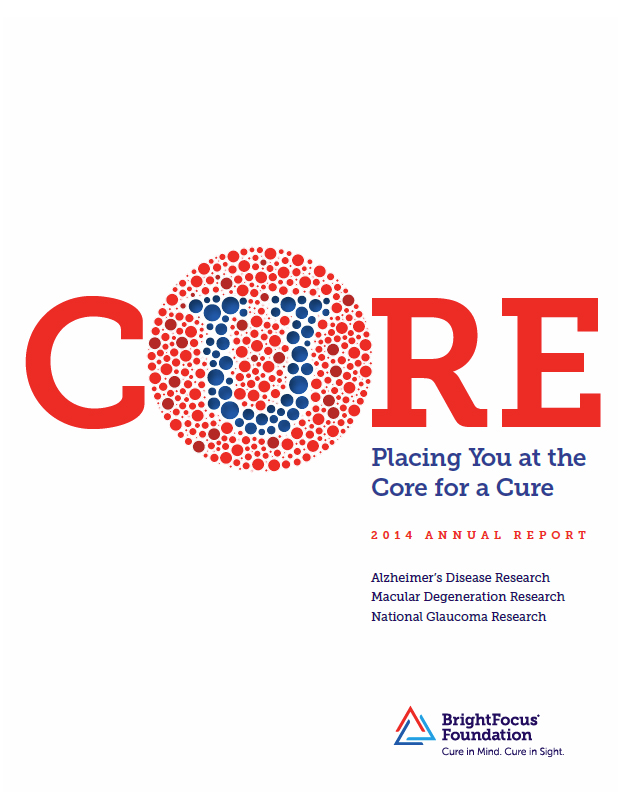 CURE
Placing You at the
Core for a Cure
2014 ANNUAL REPORT
Alzheimer's Disease Research
Macular Degeneration Research
National Glaucoma Research
BrightFocus®
Foundation
Cure in Mind. Cure in Sight.